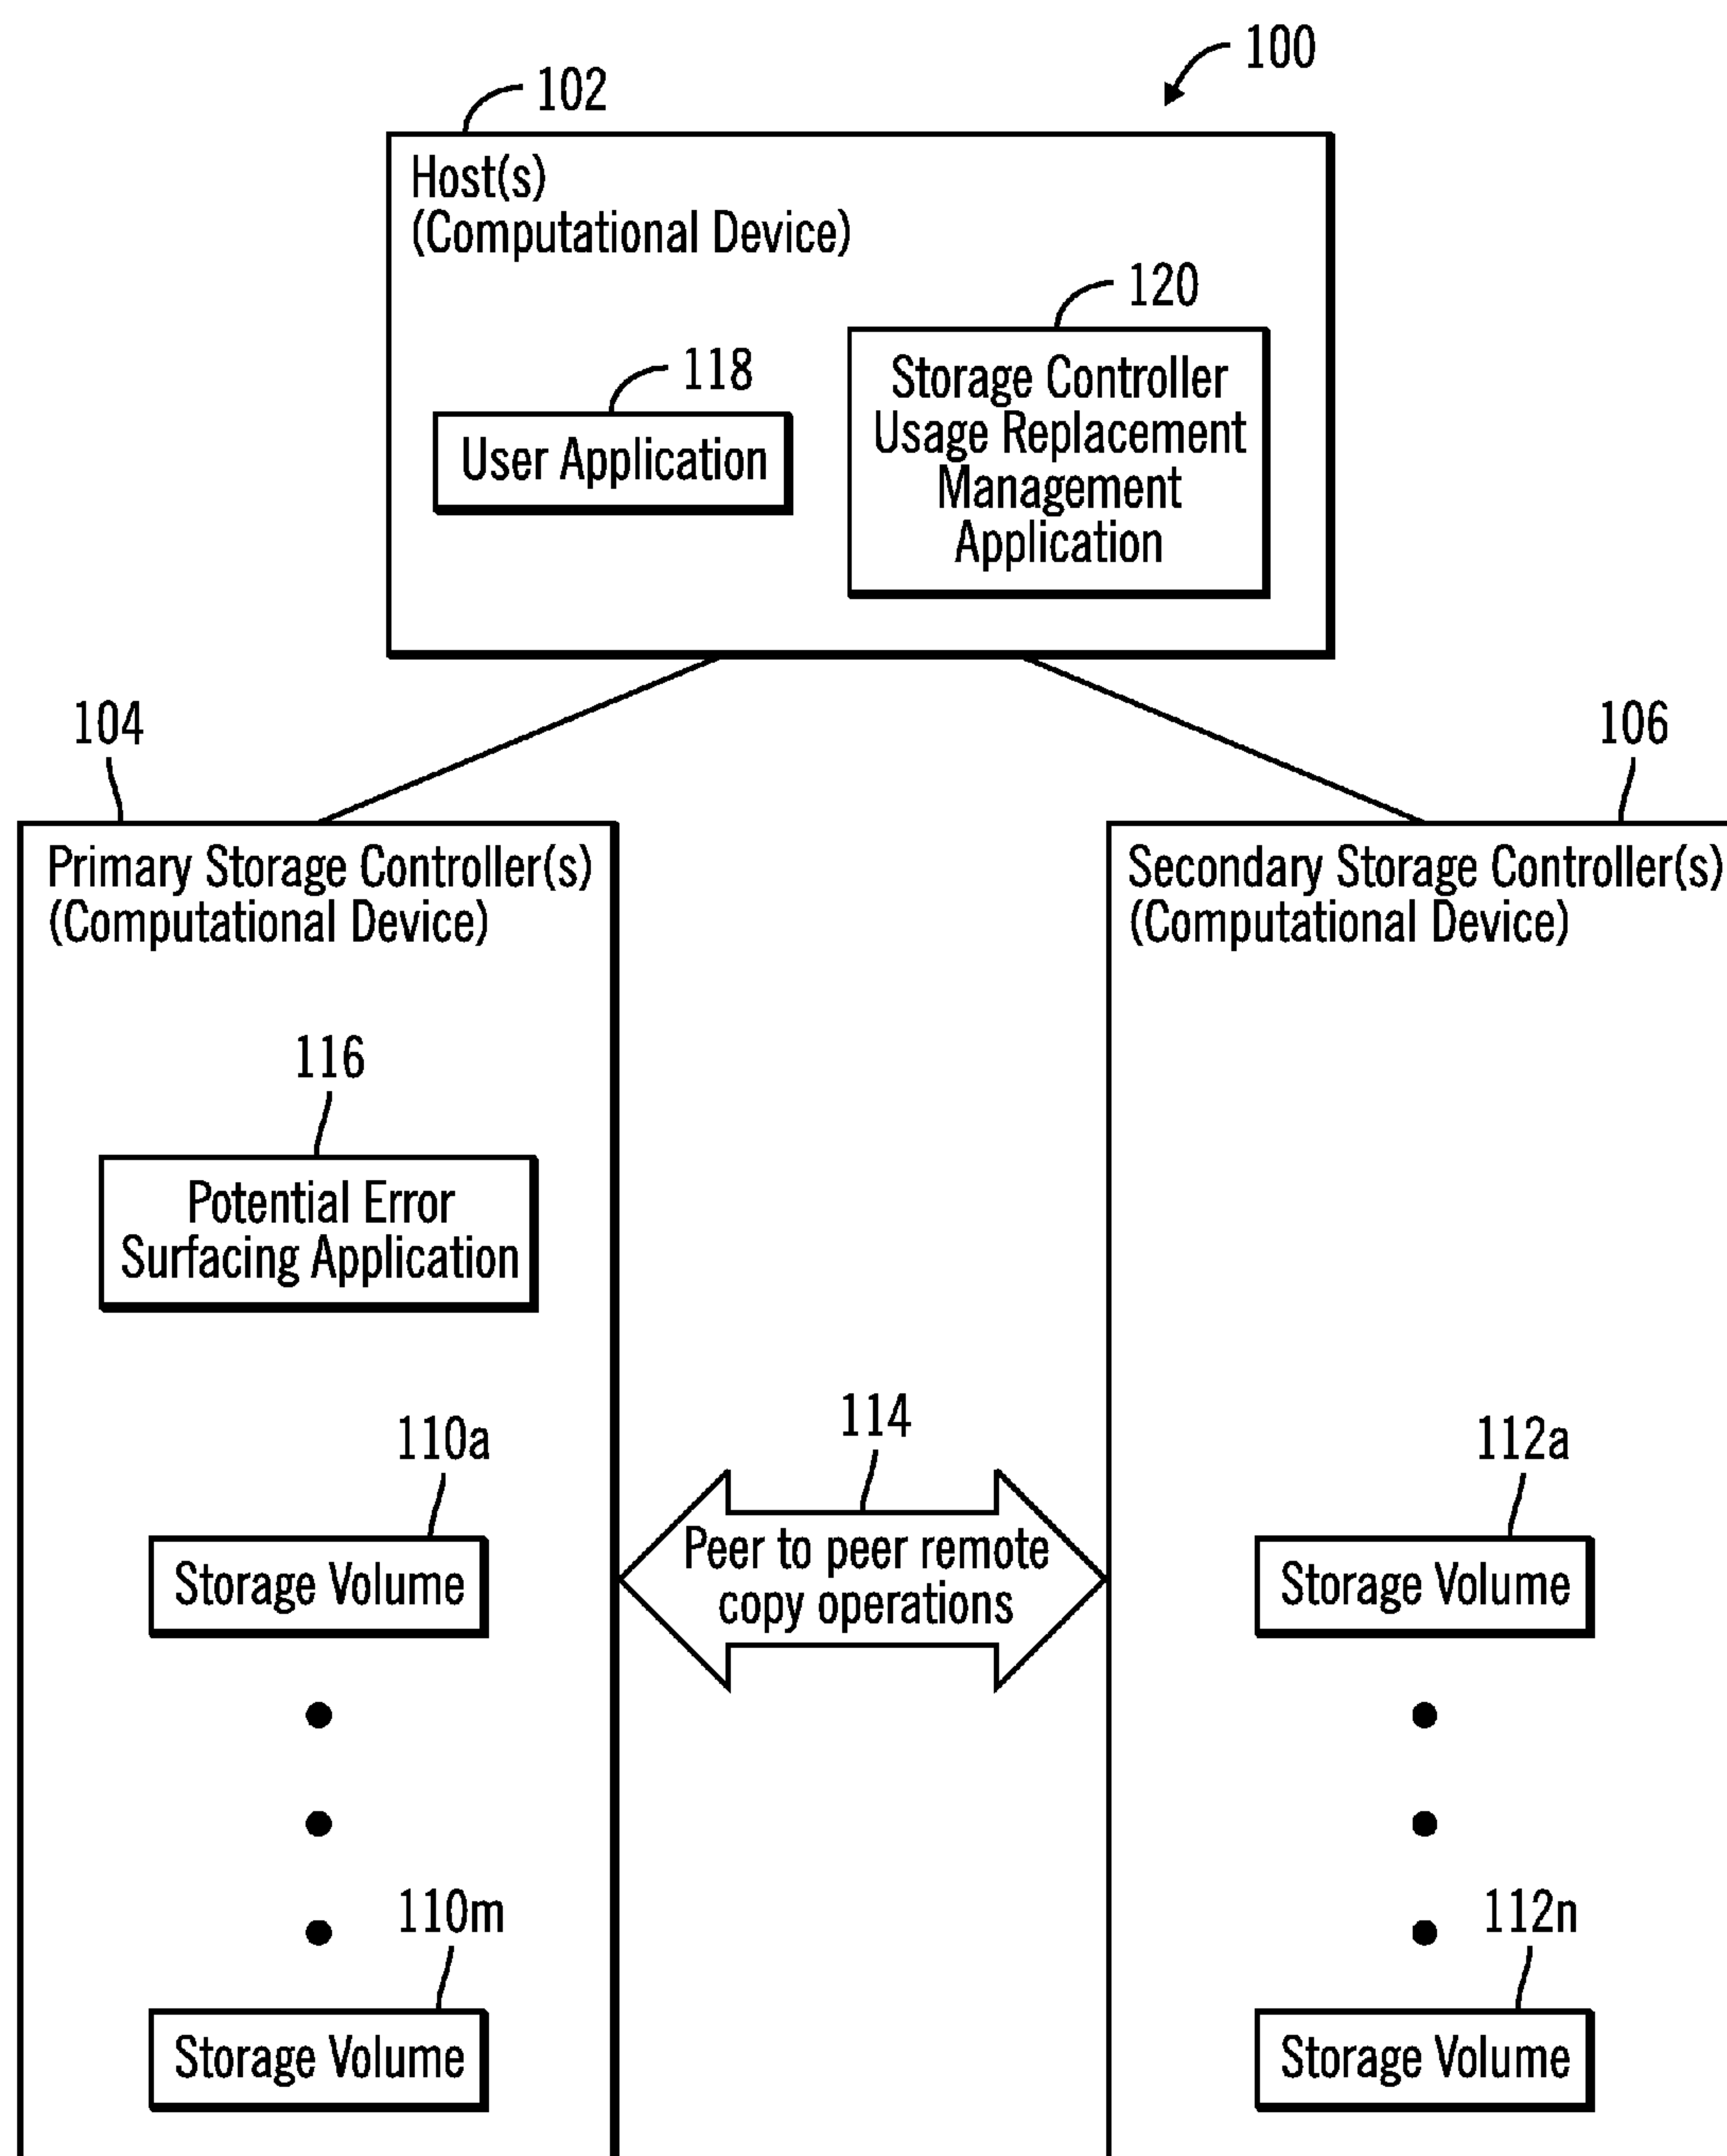 100
102
Host(s)
(Computational Device)
120
118
Storage Controller
Usage Replacement
Management
Application
User Application
104
106
Primary Storage Controller(s)
(Computational Device)
Secondary Storage Controller(s)
(Computational Device)
116
Potential Error
Surfacing Application
114
110a
112a
Peer to peer remote
copy operations
Storage Volume
Storage Volume
110m
112n
Storage Volume
Storage Volume